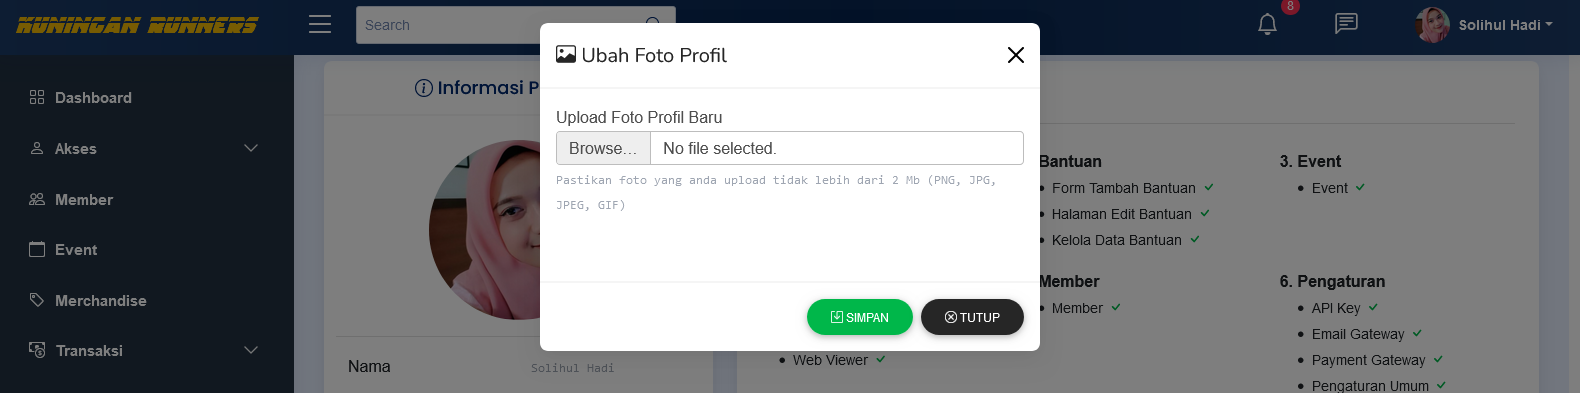 KUNINGAN RUNNERS
Search
8
Solihul Hadi
Dashboard
Akses
Member
Event
Merchandise
Transaksi
Informasi P
Nama
Solihul Hadi
Ubah Foto Profil
Upload Foto Profil Baru
Browse... No file selected.
Pastikan foto yang anda upload tidak lebih dari 2 Mb (PNG, JPG,
JPEG, GIF)
SIMPAN
TUTUP
Web Viewer
Bantuan
Form Tambah Bantuan
Halaman Edit Bantuan
Kelola Data Bantuan
Member
Member
3. Event
Event
6. Pengaturan
API Key
Email Gateway
Payment Gateway
Pengaturan Umum